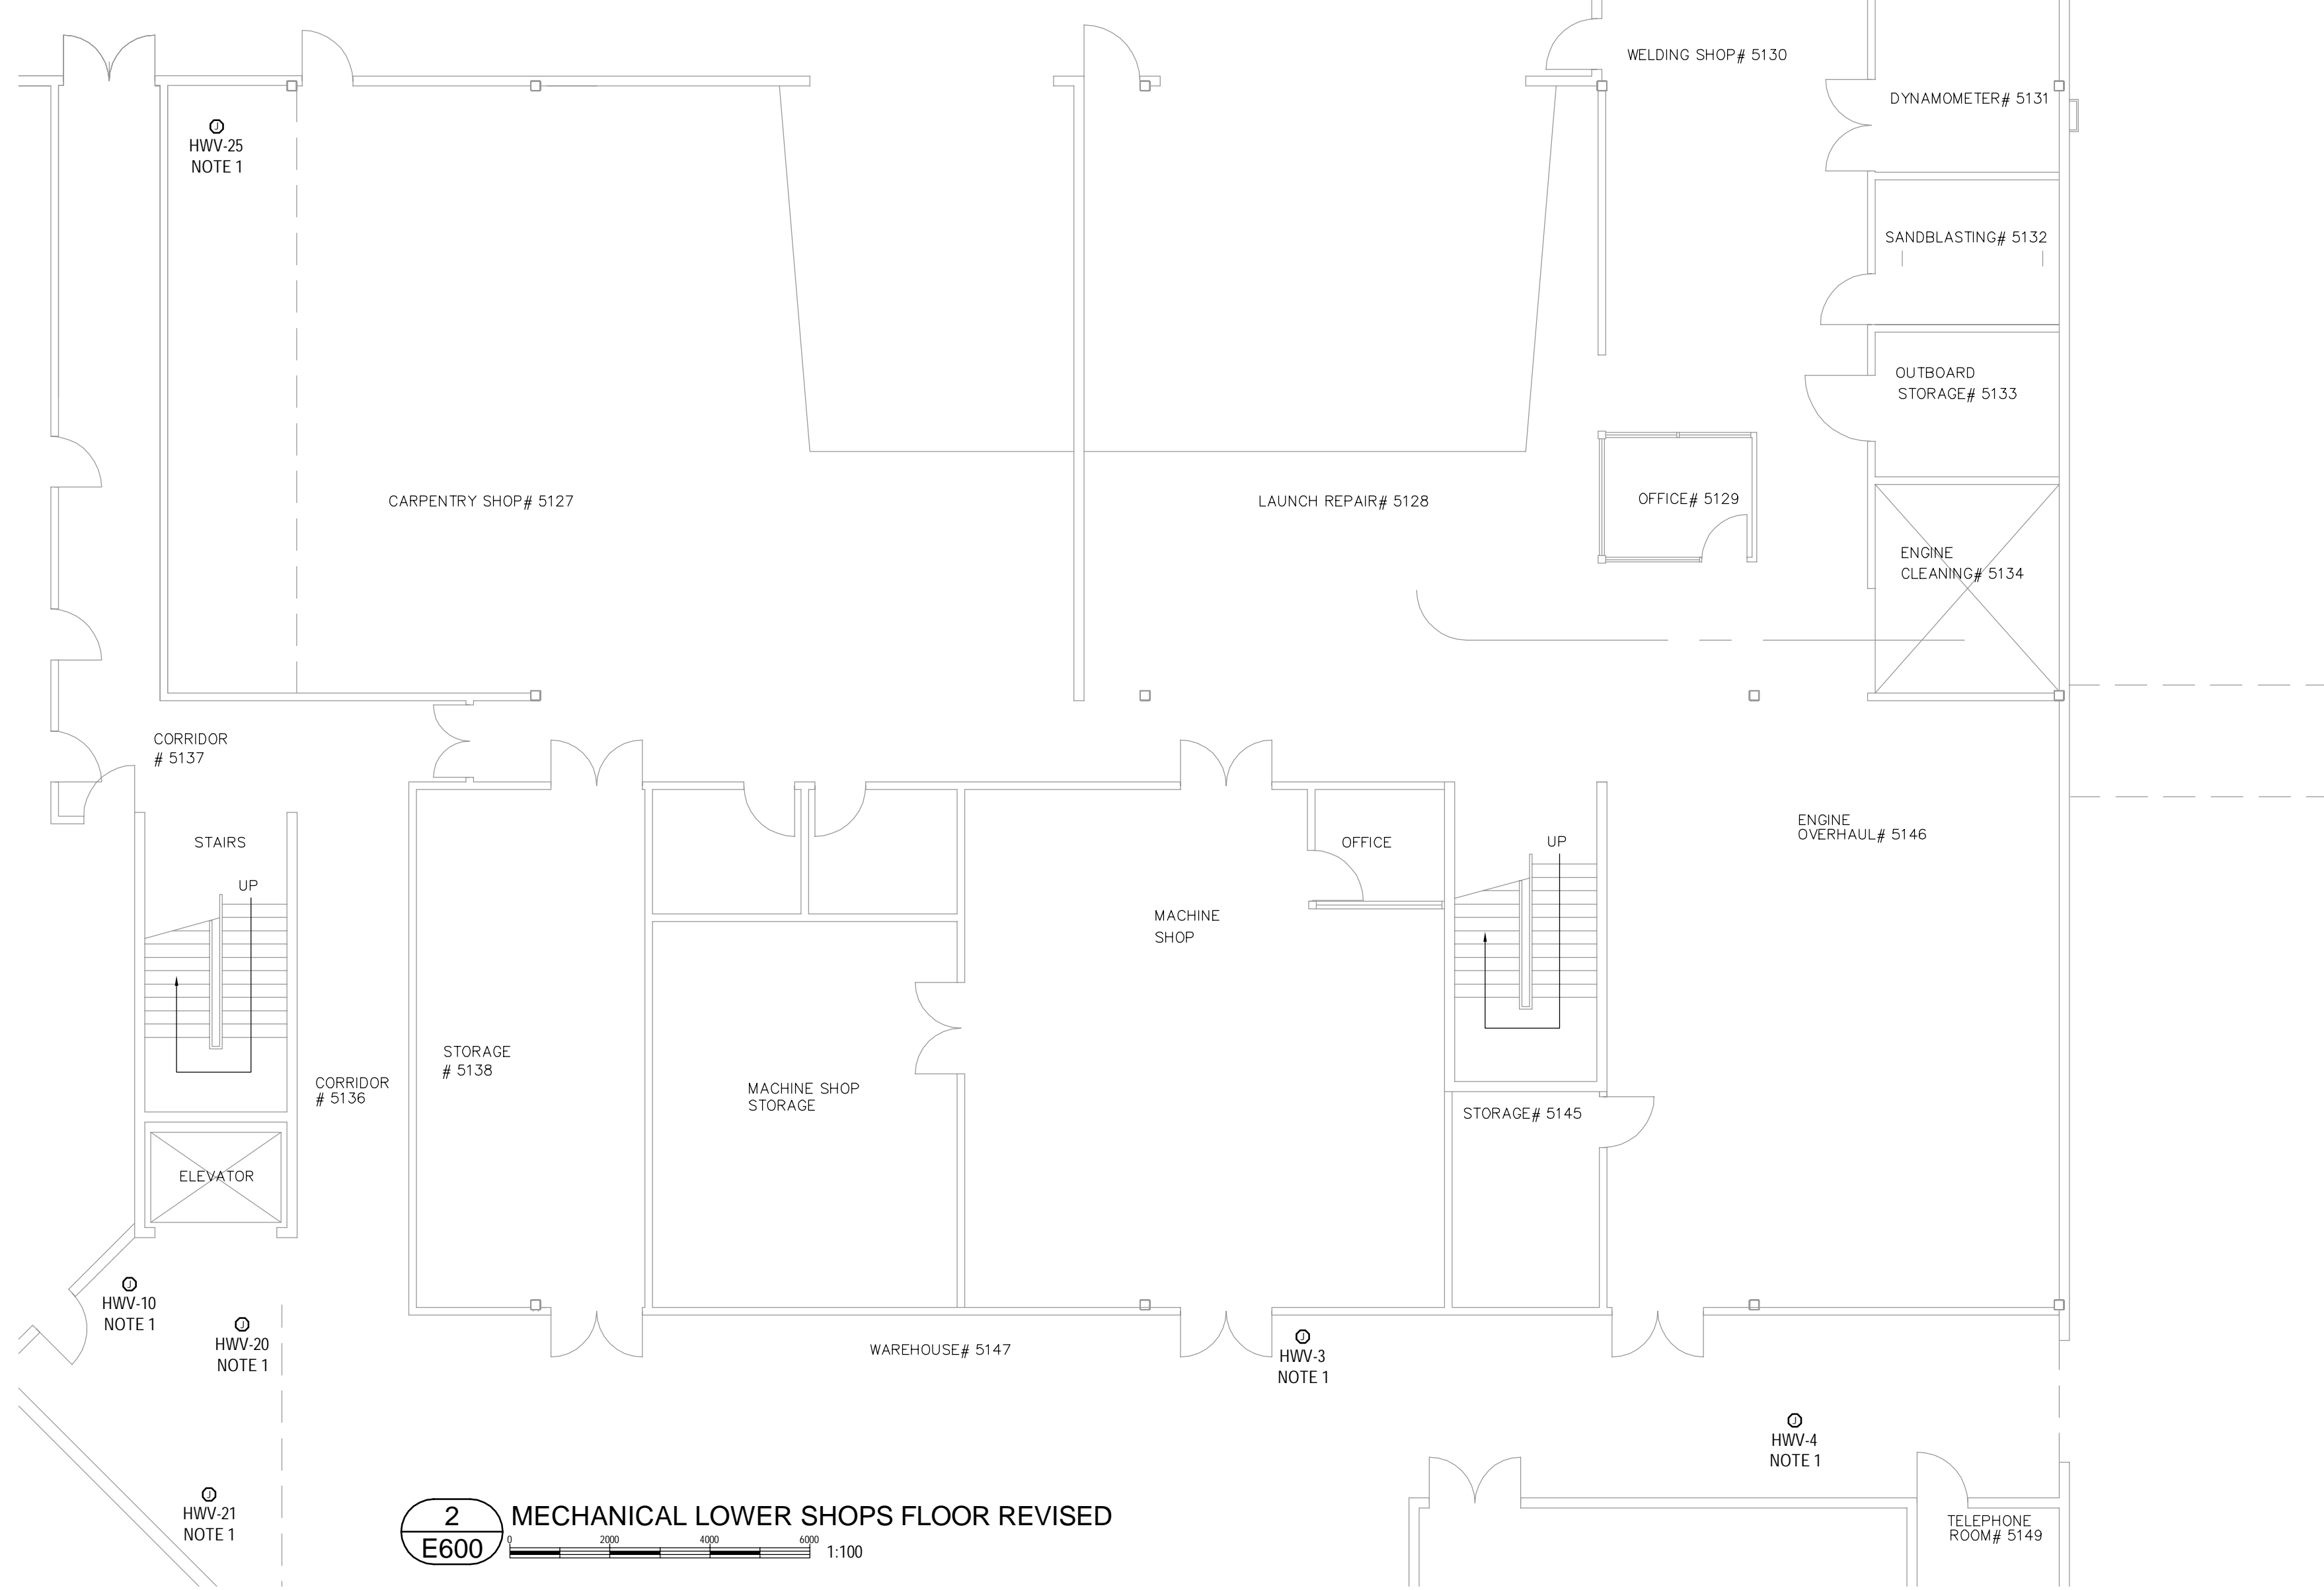 WELDING SHOP# 5130
DYNAMOMETER# 5131
J
HWV-25
NOTE 1
SANDBLASTING# 5132
OUTBOARD
STORAGE# 5133
CARPENTRY SHOP# 5127
LAUNCH REPAIR# 5128
OFFICE# 5129
ENGINE
CLEANING# 5134
CORRIDOR
# 5137
STAIRS
UP
OFFICE
UP
ENGINE
OVERHAUL# 5146
MACHINE
SHOP
STORAGE
# 5138
CORRIDOR
# 5136
MACHINE SHOP
STORAGE
STORAGE# 5145
ELEVATOR
J
HWV-10
NOTE 1
J
HWV-20
NOTE 1
WAREHOUSE# 5147
J
HWV-3
NOTE 1
J
HWV-4
NOTE 1
J
HWV-21
NOTE 1
2
E600
MECHANICAL LOWER SHOPS FLOOR REVISED
0 2000 4000 6000
1:100
TELEPHONE
ROOM# 5149